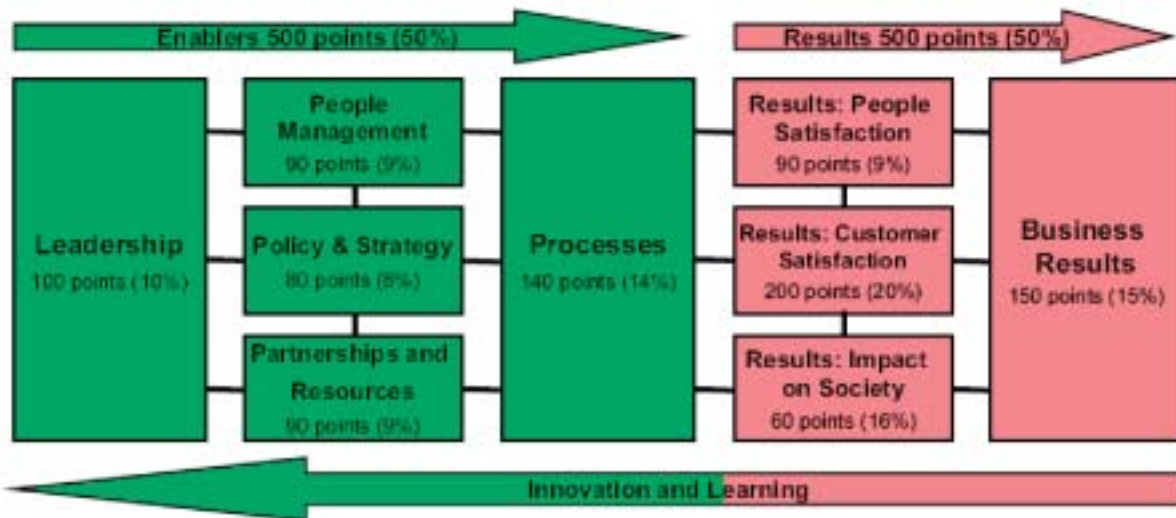 Enablers 500 points (50%)
Results 500 points (50%)
Leadership
100 points (10%)
People
Management
90 points (9%)
Policy & Strategy
80 points (8%)
Partnerships and
Resources
90 points (9%)
Processes
140 points (14%)
Results: People
Satisfaction
90 points (9%)
Results: Customer
Satisfaction
200 points (20%)
Results: Impact
on Society
60 points (16%)
Business
Results
150 points (15%)
Innovation and Learning